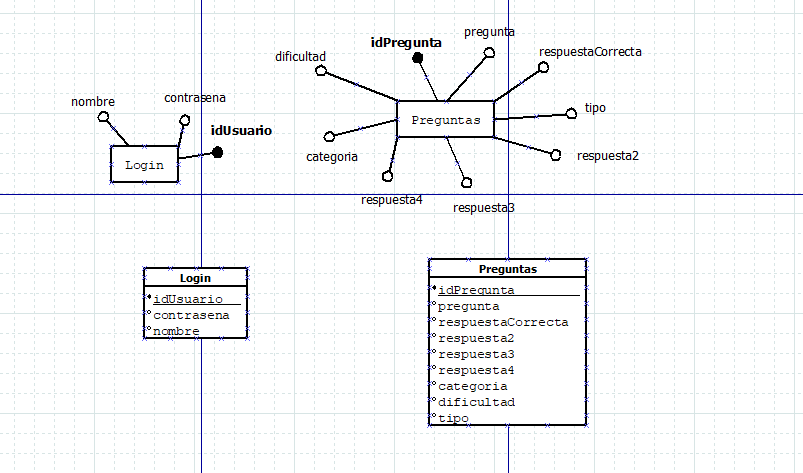 idPregunta
pregunta
dificultad
respuestaCorrecta
nombre
contrasena
tipo
Preguntas
idUsuario
Login
categoria
respuesta2
respuesta4
respuesta3
Login
idUsuario
contrasena
nombre
Preguntas
idPregunta
pregunta
respuestaCorrecta
respuesta2
respuesta3
respuesta4
categoria
dificultad
tipo